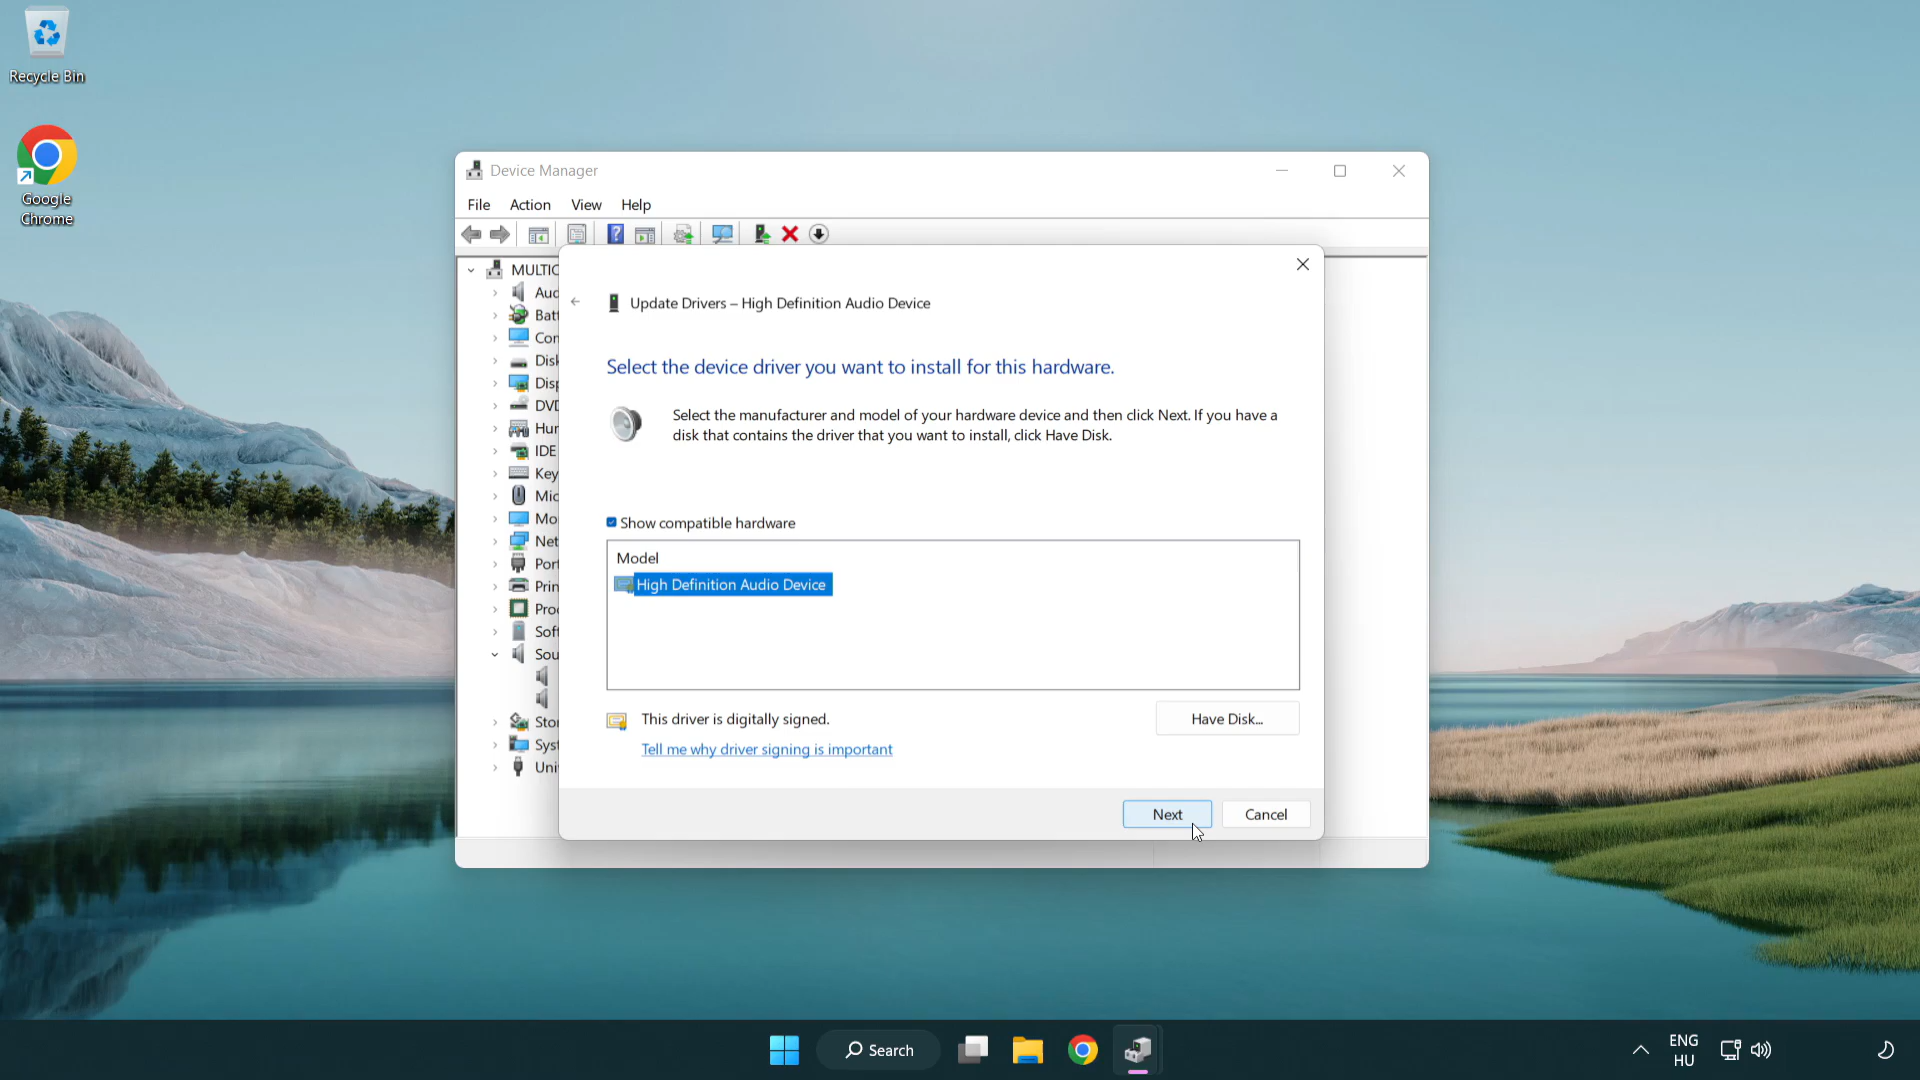 Recycle Bin
Google
Chrome
Device Manager
File Action View Help
MULTIC
Aud
Batt
Con
Disk
Disp
DVD
Hur
IDE
Key
Mic
Mo
Net
Port
Prin
Proc
Soft
Sou
Stor
Syst
Uni
Update Drivers – High Definition Audio Device
Select the device driver you want to install for this hardware.
Select the manufacturer and model of your hardware device and then click Next. If you have a
disk that contains the driver that you want to install, click Have Disk.
Show compatible hardware
Model
High Definition Audio Device
This driver is digitally signed.
Have Disk...
Tell me why driver signing is important
Next
Cancel
Search
ENG
HU